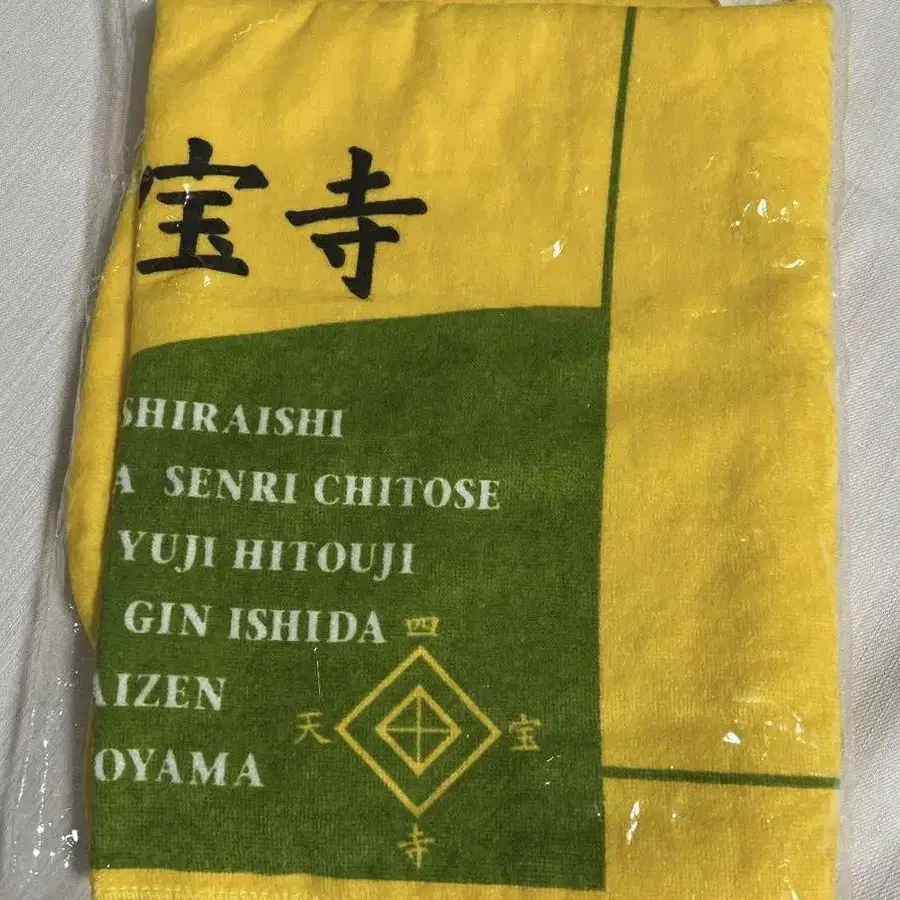 宝寺
SHIRAISHI
A SENRI CHITOSE
YUJI HITOUJI
GIN ISHIDA
AIZEN
OYAMA
四
天 宝
寺